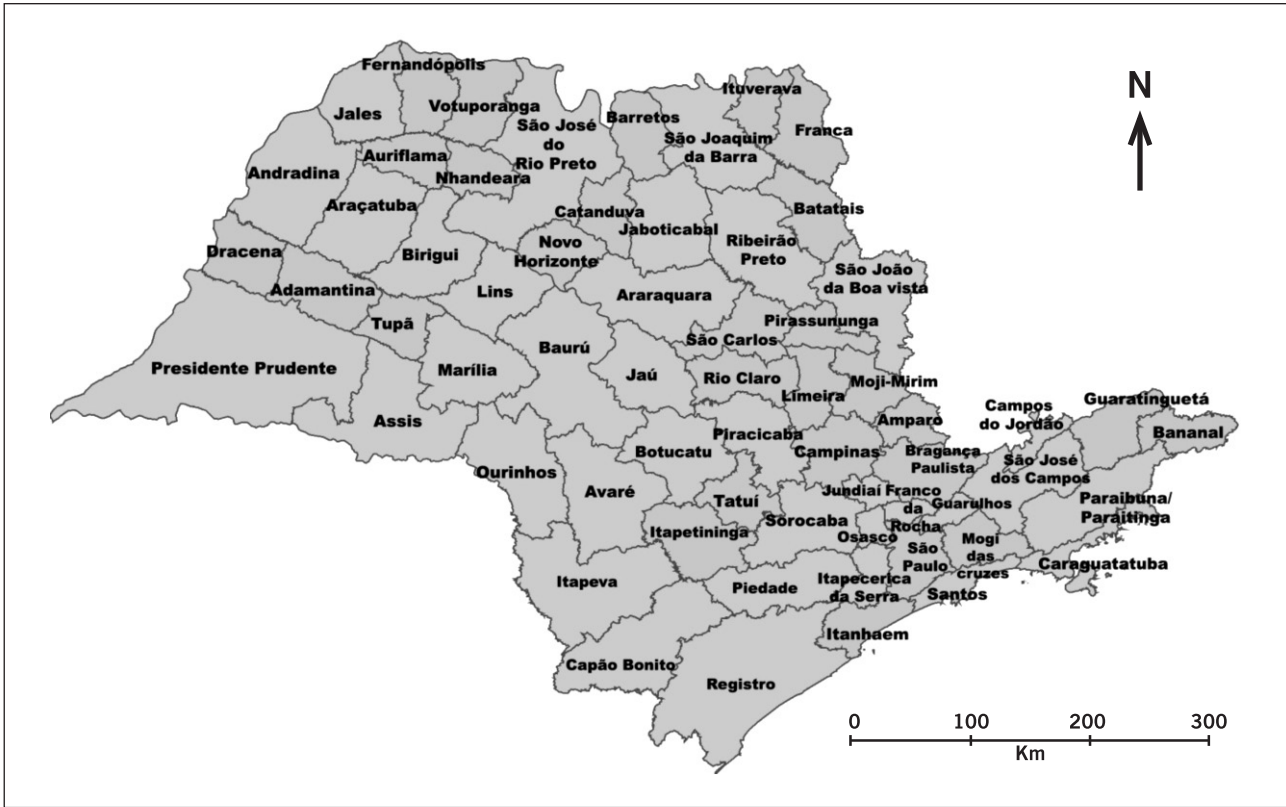 Fernandópolis
Ituverava
N
Jales
Votuporanga
Barretos
São José
do
Rio Preto
São Joaquim
da Barra
Franca
Auriflama
Andradina
Nhandeara
Araçatuba
Catanduva
Jaboticabal
Batatais
Dracena
Birigui
Novo
Horizonte
Ribeirão
Preto
São João
da Boa vista
Adamantina
Lins
Araraquara
Tupã
Pirassununga
Baurú
São Carlos
Presidente Prudente
Marília
Jaú
Rio Claro
Limeira
Moji-Mirim
Campos
do Jordão
Guaratinguetá
Assis
Amparo
Bananal
Piracicaba
Botucatu
Campinas
Bragança
Paulista
São José
dos Campos
Ourinhos
Avaré
Tatuí
Jundiaí
Franco
da
Rocha
Guarulhos
Paraibuna/
Paraitinga
Sorocaba
Itapetininga
Osasco
São
Paulo
Mogi
das
cruzes
Caraguatatuba
Itapeva
Piedade
Itapecerica
da Serra
Santos
Itanhaem
Capão Bonito
Registro
0 100 200 300
Km